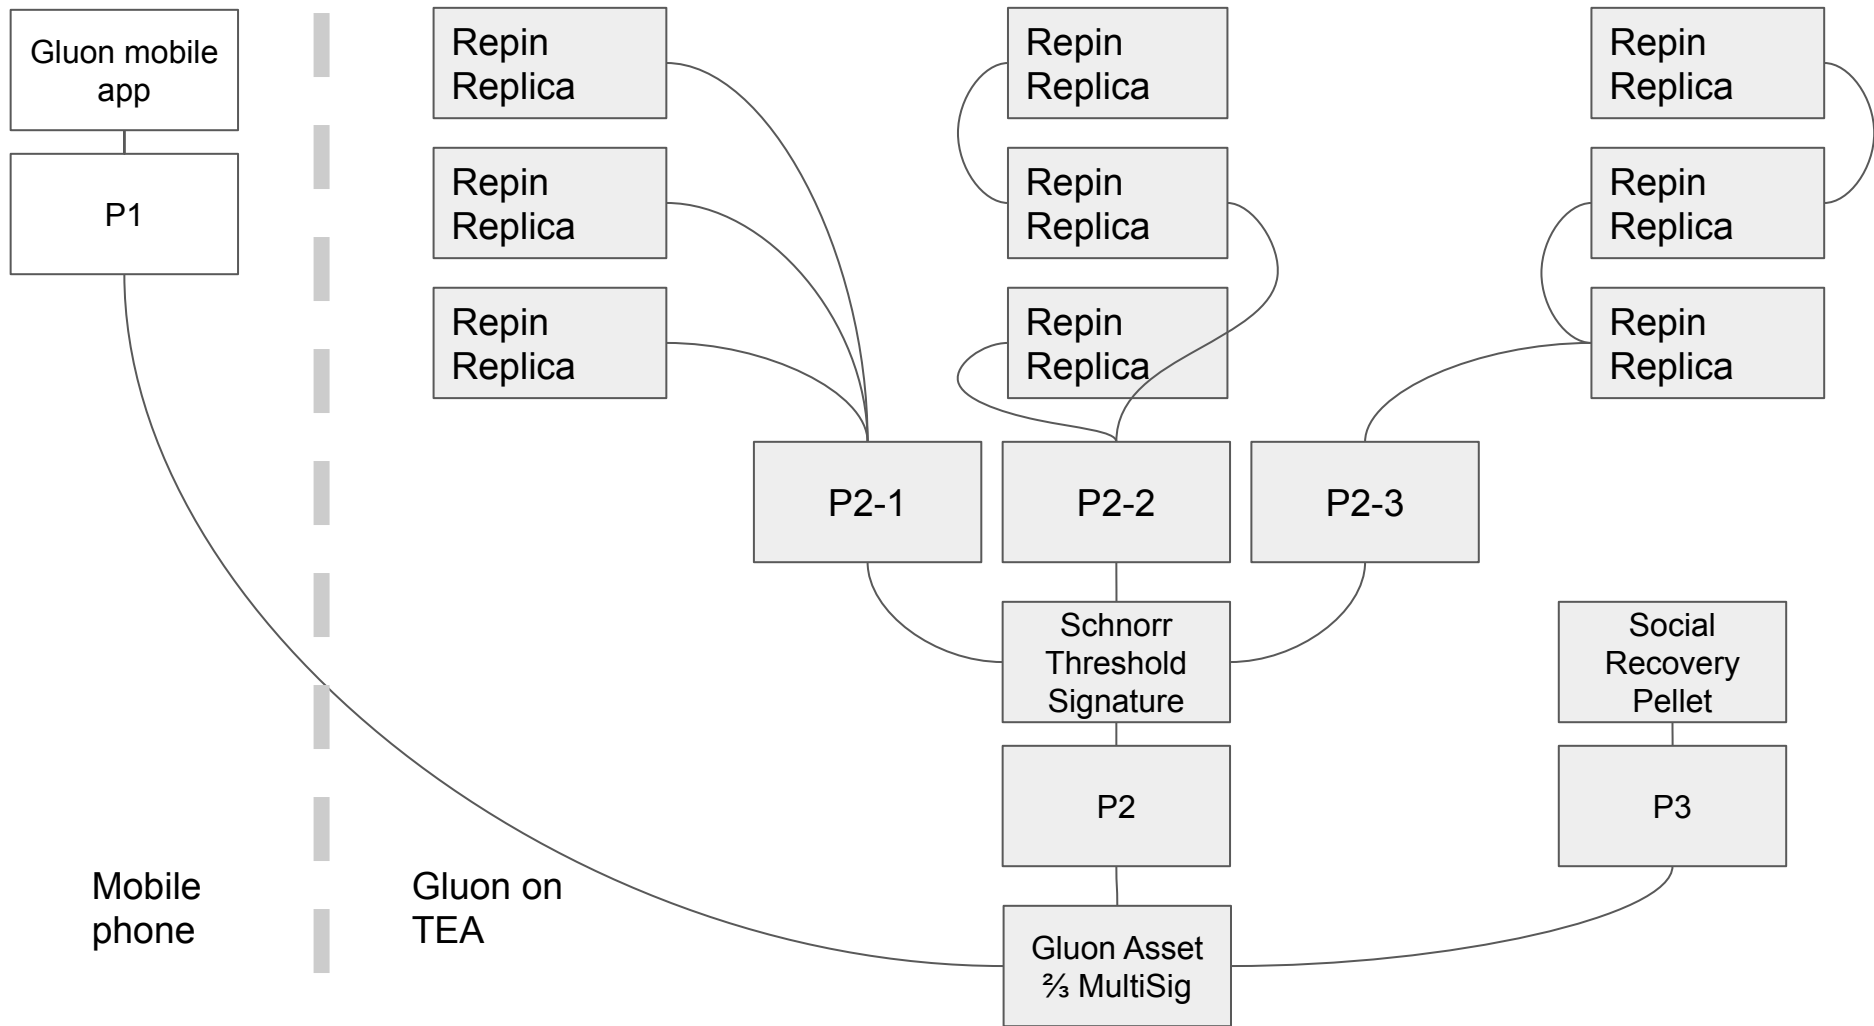 Gluon mobile
app
P1
Repin
Replica
Repin
Replica
Repin
Replica
Repin
Replica
Repin
Replica
Repin
Replica
Repin
Replica
Repin
Replica
Repin
Replica
P2-1
P2-2
P2-3
Schnorr
Threshold
Signature
Social
Recovery
Pellet
P2
P3
Mobile
phone
Gluon on
TEA
Gluon Asset
⅔ MultiSig